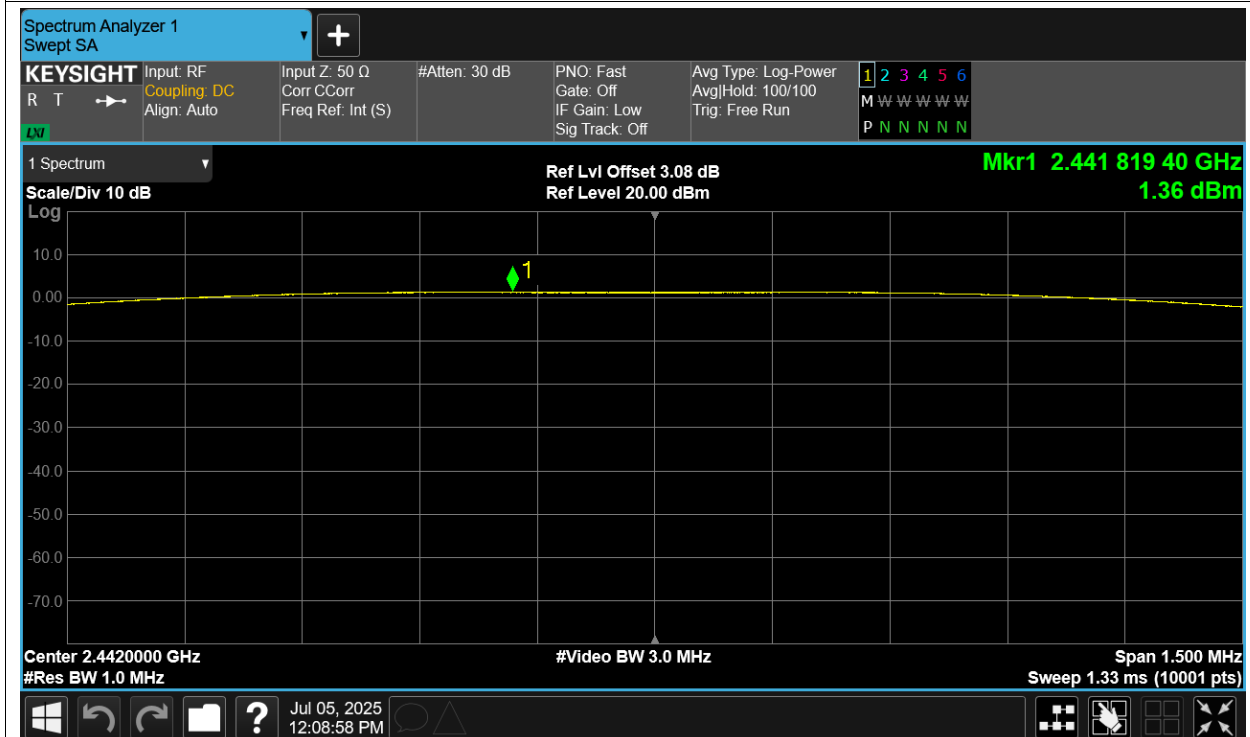 Spectrum Analyzer 1
Swept SA
+
KEYSIGHT
R T
LXI
Input: RF
Coupling: DC
Align: Auto
Input Z: 50 Ω
Corr CCorr
Freq Ref: Int (S)
#Atten: 30 dB
PNO: Fast
Gate: Off
IF Gain: Low
Sig Track: Off
Avg Type: Log-Power
Avg|Hold: 100/100
Trig: Free Run
1 2 3 4 5 6
M W W W W W
P N N N N N
1 Spectrum
Scale/Div 10 dB
Log
Ref Lvl Offset 3.08 dB
Ref Level 20.00 dBm
Mkr1 2.441 819 40 GHz
1.36 dBm
10.0
1
0.00
-10.0
-20.0
-30.0
-40.0
-50.0
-60.0
-70.0
Center 2.4420000 GHz
#Video BW 3.0 MHz
Span 1.500 MHz
#Res BW 1.0 MHz
Sweep 1.33 ms (10001 pts)
?
Jul 05, 2025
12:08:58 PM